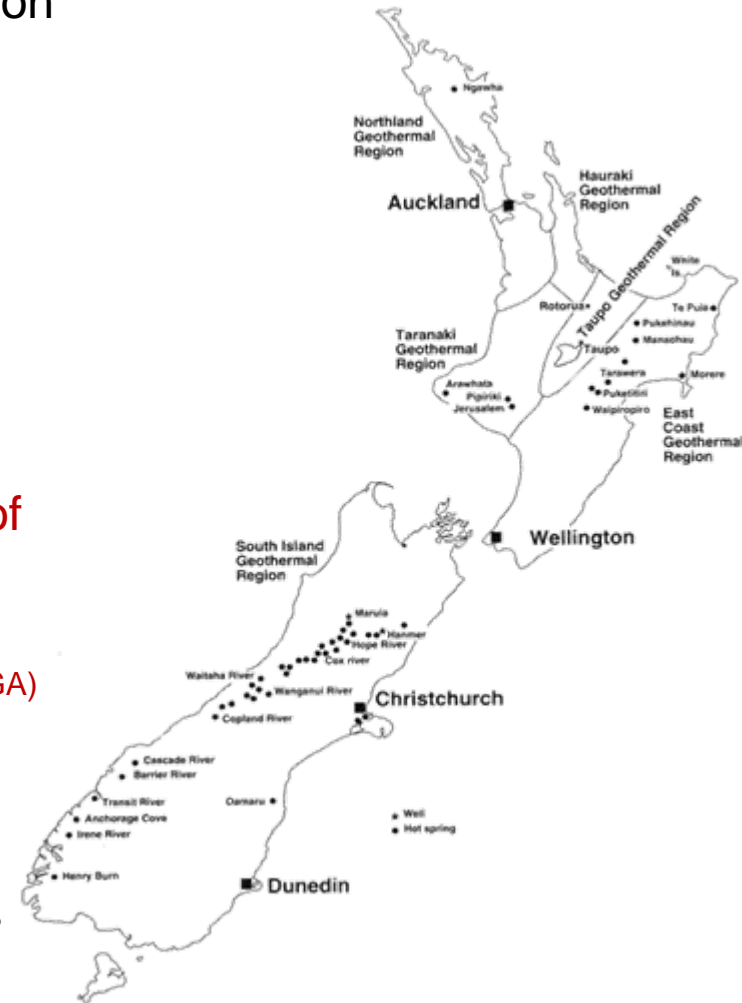 on
Ngawha
Northland
Geothermal
Region
Hauraki
Geothermal
Region
Auckland
Taupo Geothermal Region
White
Is.
Rotorua
Te Puia
Pukehinau
Taupo
Mansohau
Taranaki
Geothermal
Region
Tarawera
Morere
Arawhata
Pipiriki
Jerusalem
Puketitiri
Waipiropiro
East
Coast
Geothermal
Region
of
Wellington
South Island
Geothermal
Region
Maruia
Hanmer
Hope River
Cox river
GA)
Waitaha River
Wanganui River
Christchurch
Copland River
Cascade River
Barrier River
Transit River
Oamaru
Anchorage Cove
Irene River
Well
Hot spring
Henry Burn
Dunedin